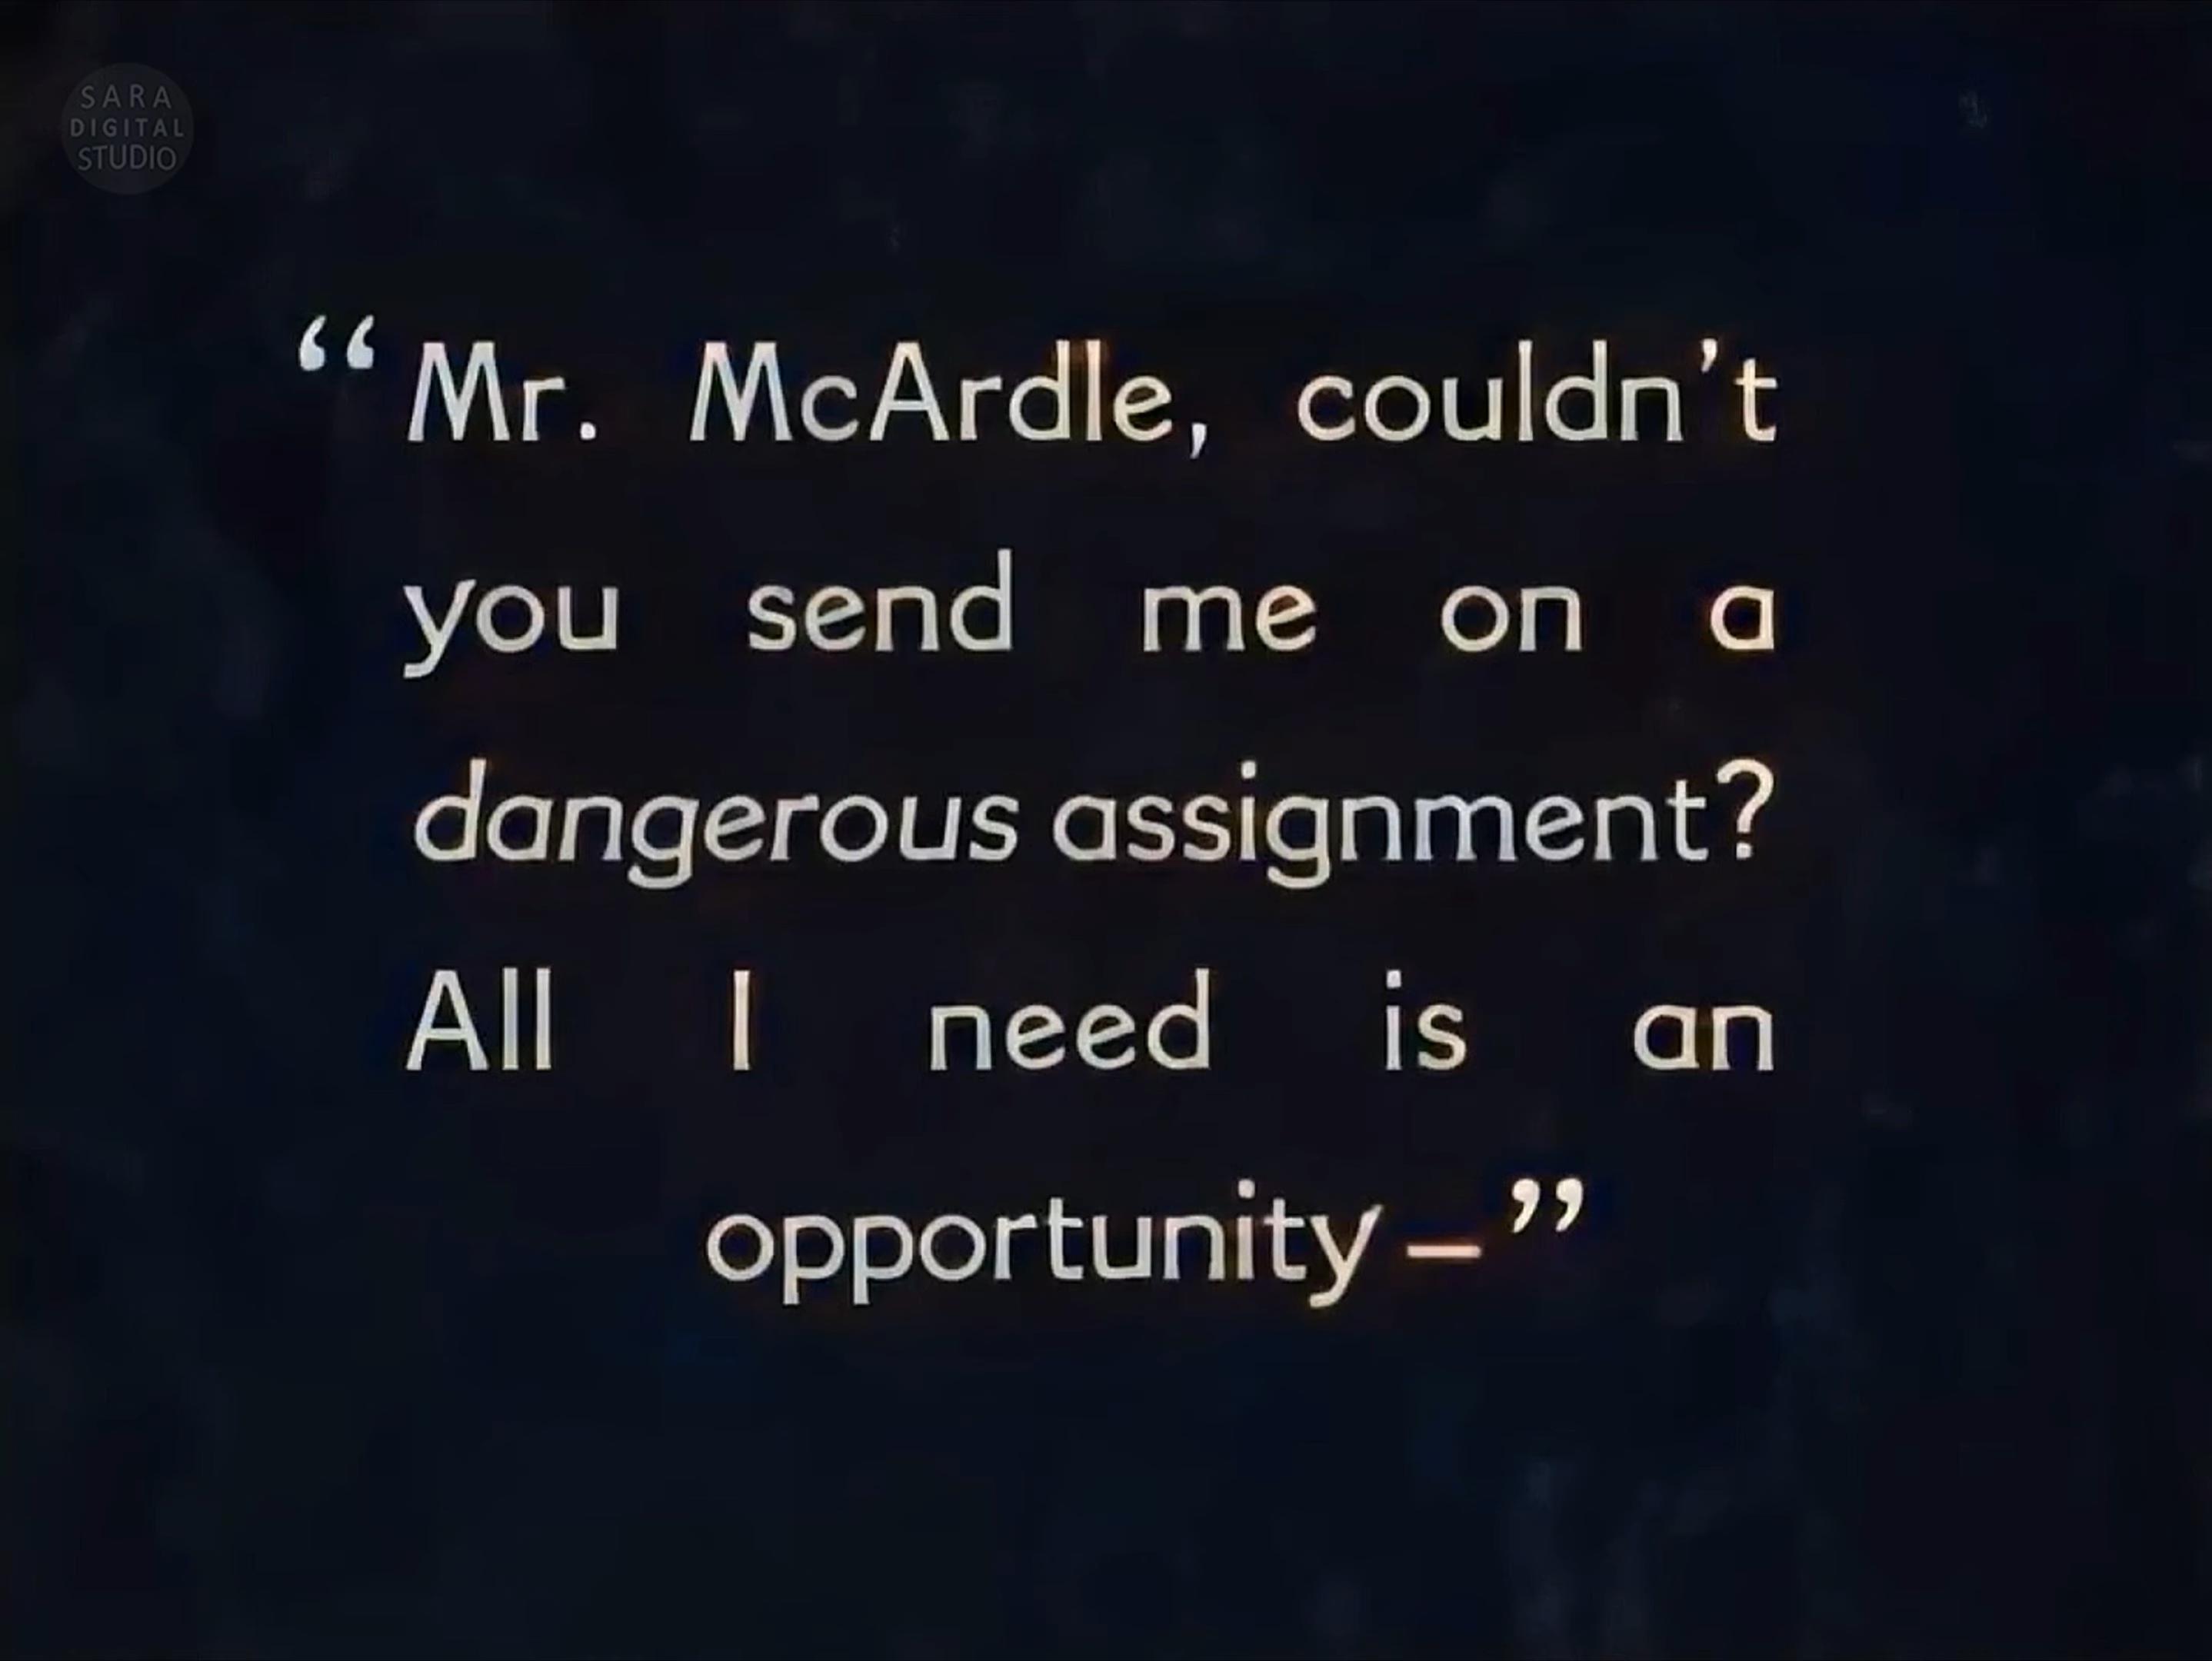 SARA
DIGITAL
STUDIO
“Mr. McArdle, couldn’t
you send me on a
dangerous assignment?
All I need is an
opportunity—”